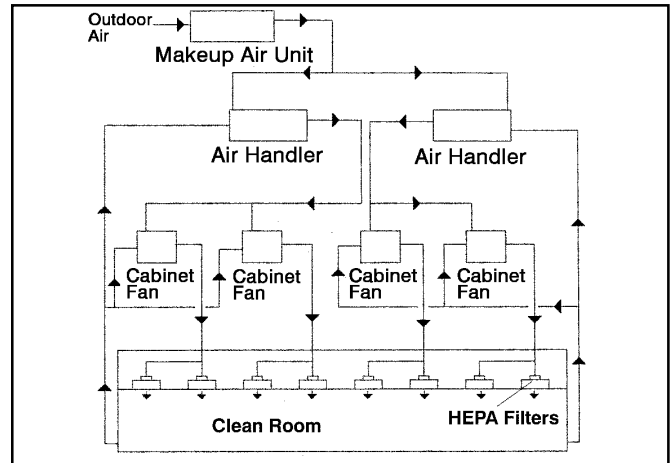 Outdoor
Air
Makeup Air Unit
Air Handler
Air Handler
Cabinet
Fan
Cabinet
Fan
Cabinet
Fan
Cabinet
Fan
HEPA Filters
Clean Room